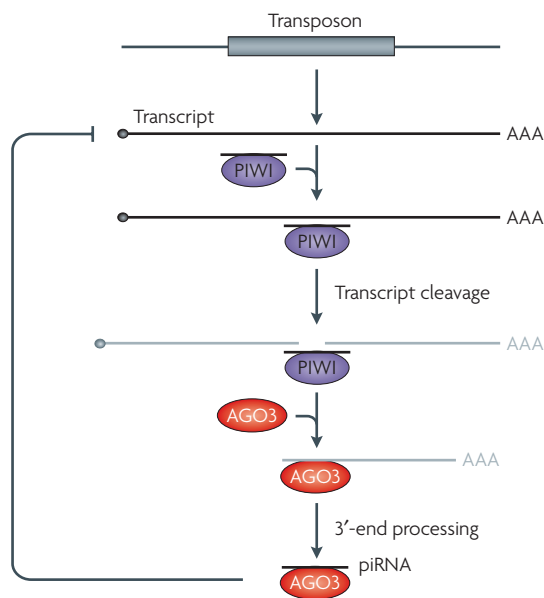 Transposon
Transcript
AAA
PIWI
AAA
PIWI
Transcript cleavage
AAA
PIWI
AGO3
AAA
AGO3
3′-end processing
piRNA
AGO3